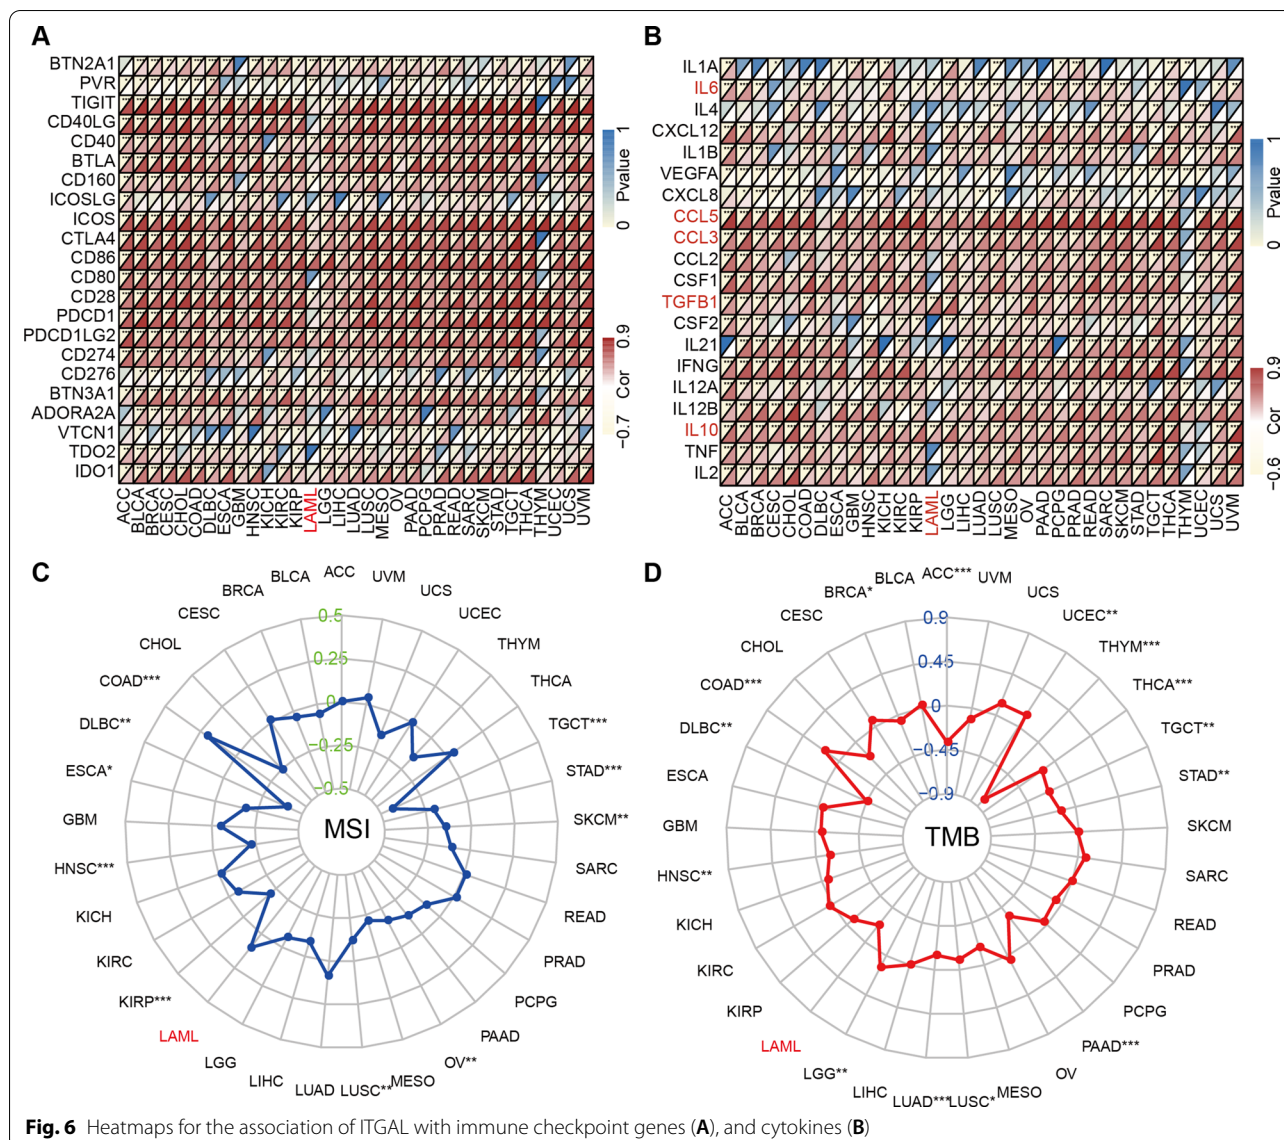 A
BTN2A1
PVR
TIGIT
CD40LG
CD40
BTLA
CD160
ICOSLG
ICOS
CTLA4
CD86
CD80
CD28
PDCD1
PDCD1LG2
CD274
CD276
BTN3A1
ADORA2A
VTCN1
TDO2
IDO1
ACC BLCA BRCA CESC CHOL COAD DLBC ESCA GBM HNSC KICH KIRC KIRP LAML LGG LIHC LUAD LUSC MESO OV PAAD PCPG PRAD READ SARC SKCM STAD TGCT THCA THYM UCEC UCS UVM
0 Pvalue 1
−0.7 Cor 0.9
B
IL1A
IL6
IL4
CXCL12
IL1B
VEGFA
CXCL8
CCL5
CCL3
CCL2
CSF1
TGFB1
CSF2
IL21
IFNG
IL12A
IL12B
IL10
TNF
IL2
ACC BLCA BRCA CESC CHOL COAD DLBC ESCA GBM HNSC KICH KIRC KIRP LAML LGG LIHC LUAD LUSC MESO OV PAAD PCPG PRAD READ SARC SKCM STAD TGCT THCA THYM UCEC UCS UVM
0 Pvalue 1
−0.6 Cor 0.9
C
ACC
BLCA
BRCA
CESC
CHOL
COAD***
DLBC**
ESCA*
GBM
HNSC***
KICH
KIRC
KIRP***
LAML
LGG
LIHC
LUAD
LUSC**
MESO
OV**
PAAD
PCPG
PRAD
READ
SARC
SKCM**
STAD***
TGCT***
THCA
THYM
UCEC
UCS
UVM
0.5
0.25
0
−0.25
−0.5
MSI
D
ACC***
BLCA
BRCA*
CESC
CHOL
COAD***
DLBC**
ESCA
GBM
HNSC**
KICH
KIRC
KIRP
LAML
LGG**
LIHC
LUAD***
LUSC*
MESO
OV
PAAD***
PCPG
PRAD
READ
SARC
SKCM
STAD**
TGCT**
THCA***
THYM***
UCEC**
UCS
UVM
0.9
0.45
0
−0.45
−0.9
TMB
Fig. 6 Heatmaps for the association of ITGAL with immune checkpoint genes (A), and cytokines (B)